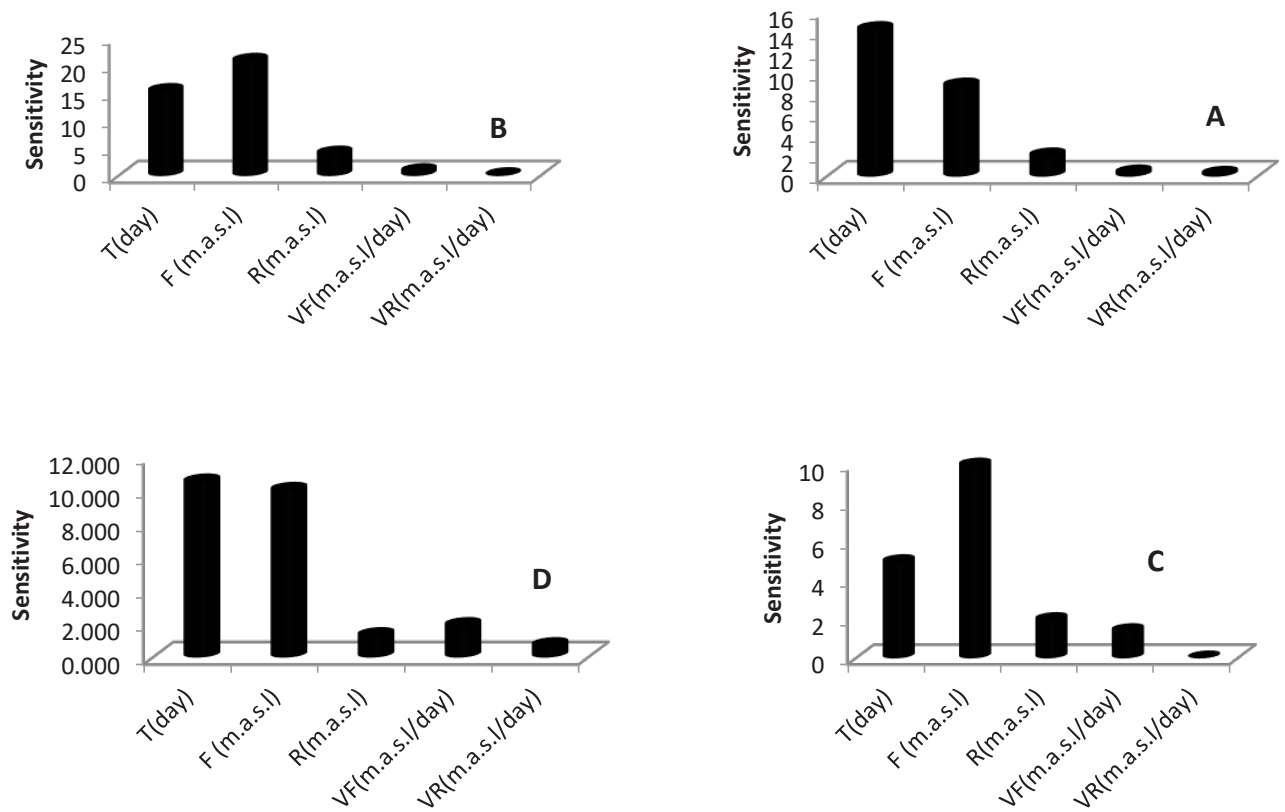 25
20
15
10
5
0
Sensitivity
B
T(day)
F (m.a.s.l)
R(m.a.s.l)
VF(m.a.s.l/day)
VR(m.a.s.l/day)
16
14
12
10
8
6
4
2
0
Sensitivity
A
T(day)
F (m.a.s.l)
R(m.a.s.l)
VF(m.a.s.l/day)
VR(m.a.s.l/day)
12.000
10.000
8.000
6.000
4.000
2.000
0.000
Sensitivity
D
T(day)
F (m.a.s.l)
R(m.a.s.l)
VF(m.a.s.l/day)
VR(m.a.s.l/day)
10
8
6
4
2
0
Sensitivity
C
T(day)
F (m.a.s.l)
R(m.a.s.l)
VF(m.a.s.l/day)
VR(m.a.s.l/day)